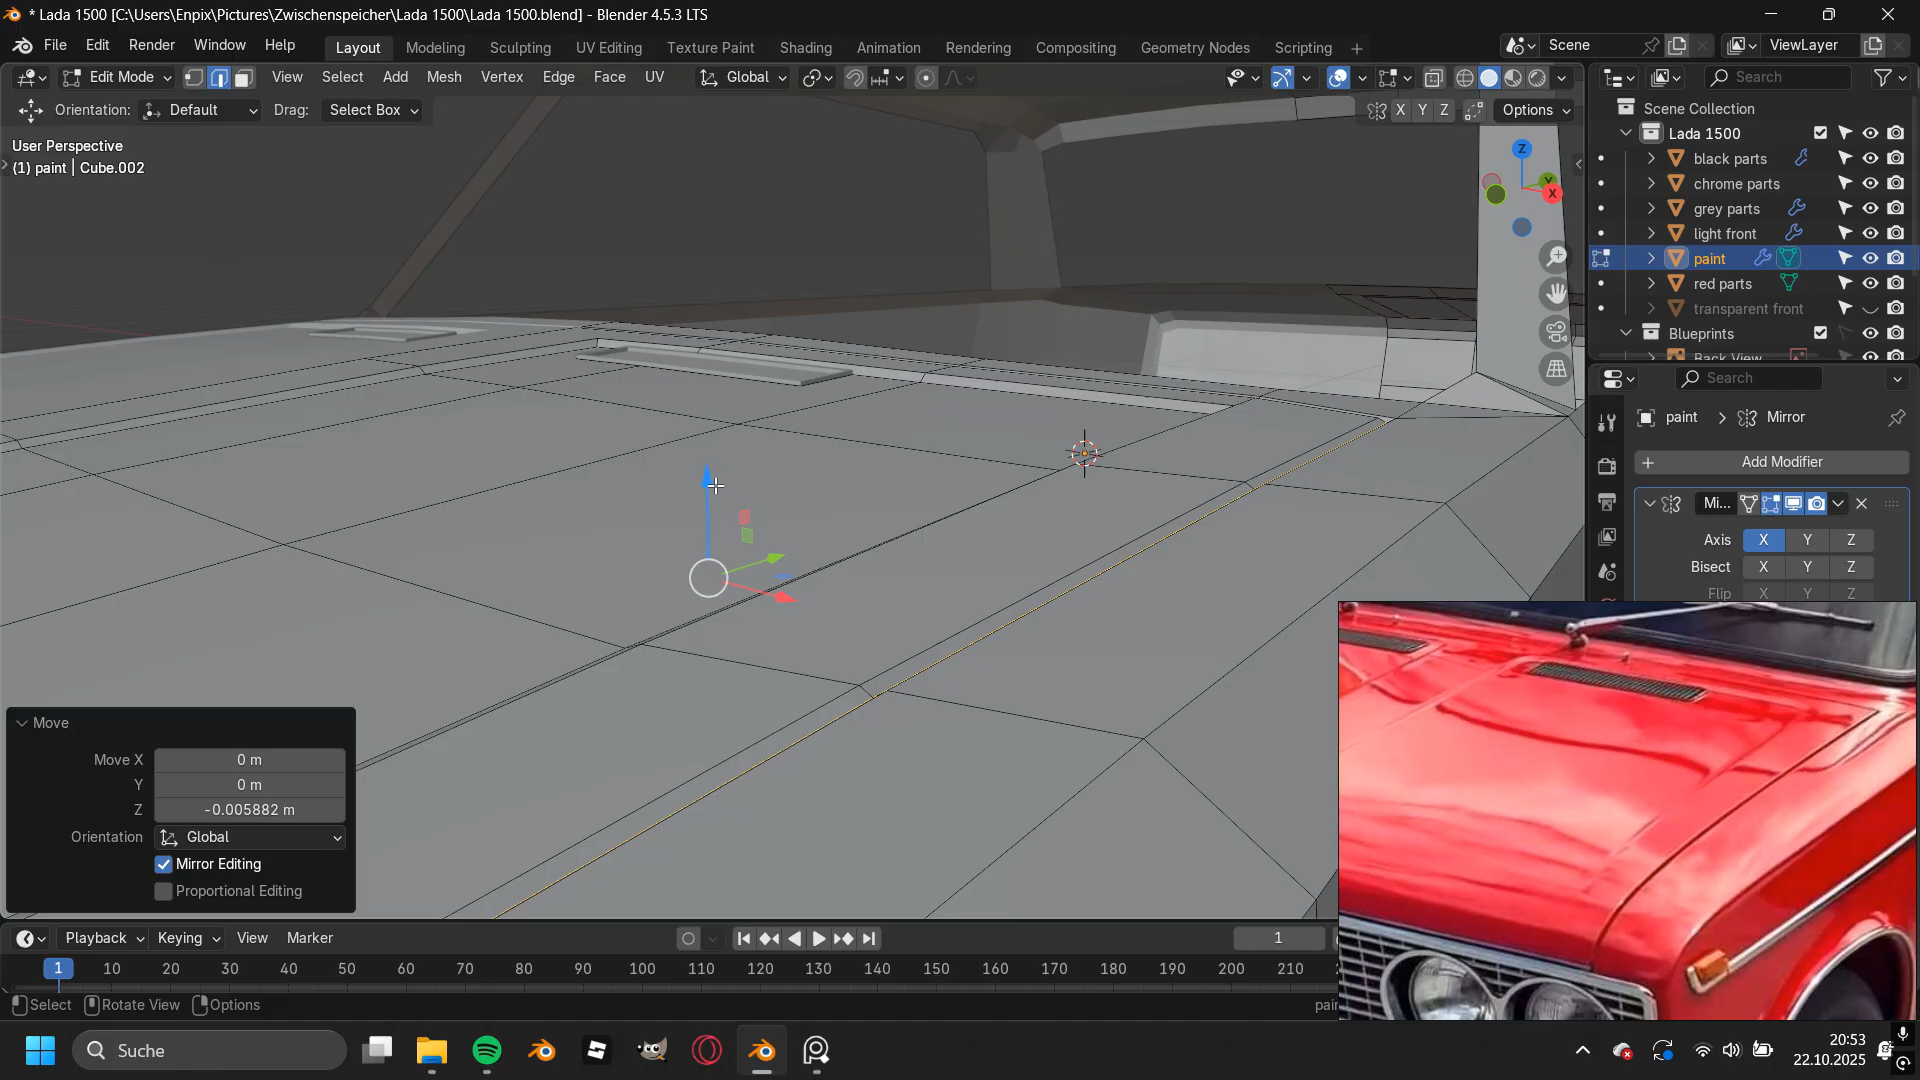 * Lada 1500 [C:\Users\Enpix\Pictures\Zwischenspeicher\Lada 1500\Lada 1500.blend] - Blender 4.5.3 LTS
File Edit Render Window Help
Layout Modeling Sculpting UV Editing Texture Paint Shading Animation Rendering Compositing Geometry Nodes Scripting
Scene
ViewLayer
Edit Mode
View Select Add Mesh Vertex Edge Face UV
Global
Search
Orientation: Default Drag: Select Box
X Y Z Options
User Perspective
(1) paint | Cube.002
Z
Y
X
Scene Collection
Lada 1500
black parts
chrome parts
grey parts
light front
paint
red parts
transparent front
Blueprints
Back View
Search
paint > Mirror
Add Modifier
Mi...
Axis X Y Z
Bisect X Y Z
Flip X Y Z
Move
Move X 0 m
Y 0 m
Z -0.005882 m
Orientation Global
Mirror Editing
Proportional Editing
Playback Keying View Marker
1
1 10 20 30 40 50 60 70 80 90 100 110 120 130 140 150 160 170 180 190 200 210
Select Rotate View Options
Suche
20:53
22.10.2025